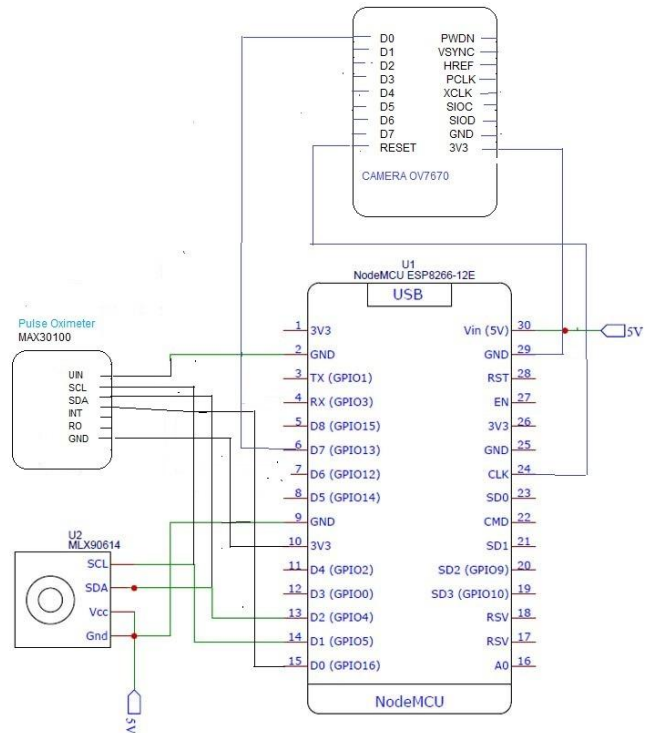 D0 PWDN
D1 VSYNC
D2 HREF
D3 PCLK
D4 XCLK
D5 SIOC
D6 SIOD
D7 GND
RESET 3V3
CAMERA OV7670
U1
NodeMCU ESP8266-12E
USB
1 3V3 Vin (5V) 30
5V
2 GND GND 29
3 TX (GPIO1) RST 28
4 RX (GPIO3) EN 27
5 D8 (GPIO15) 3V3 26
6 D7 (GPIO13) GND 25
7 D6 (GPIO12) CLK 24
8 D5 (GPIO14) SD0 23
9 GND CMD 22
10 3V3 SD1 21
11 D4 (GPIO2) SD2 (GPIO9) 20
12 D3 (GPIO0) SD3 (GPIO10) 19
13 D2 (GPIO4) RSV 18
14 D1 (GPIO5) RSV 17
15 D0 (GPIO16) A0 16
NodeMCU
Pulse Oximeter
MAX30100
UIN
SCL
SDA
INT
RO
GND
U2
MLX90614
SCL
SDA
Vcc
Gnd
5V